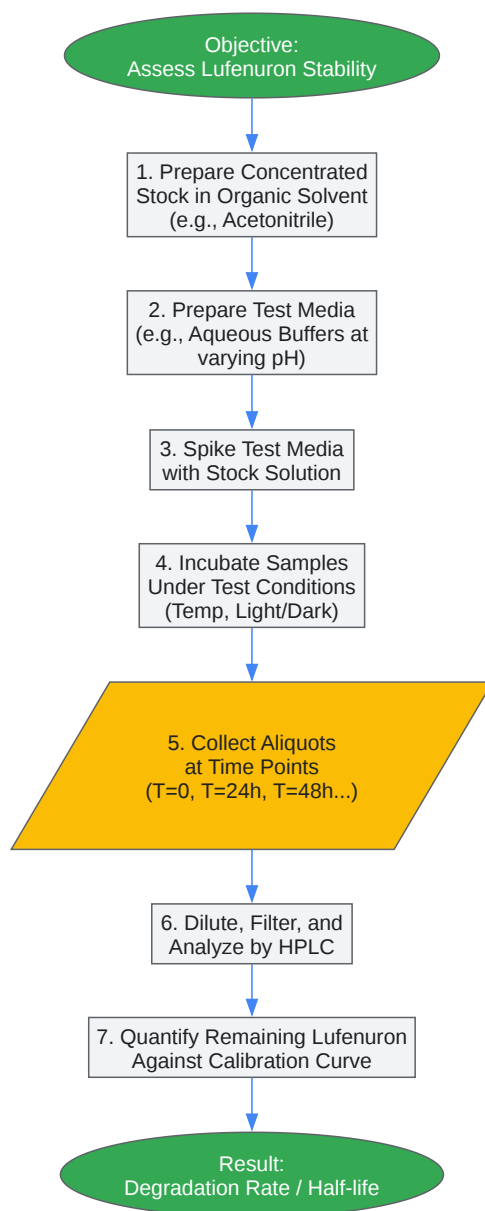 Objective:
Assess Lufenuron Stability
1. Prepare Concentrated
Stock in Organic Solvent
(e.g., Acetonitrile)
2. Prepare Test Media
(e.g., Aqueous Buffers at
varying pH)
3. Spike Test Media
with Stock Solution
4. Incubate Samples
Under Test Conditions
(Temp, Light/Dark)
5. Collect Aliquots
at Time Points
(T=0, T=24h, T=48h...)
6. Dilute, Filter, and
Analyze by HPLC
7. Quantify Remaining Lufenuron
Against Calibration Curve
Result:
Degradation Rate / Half-life